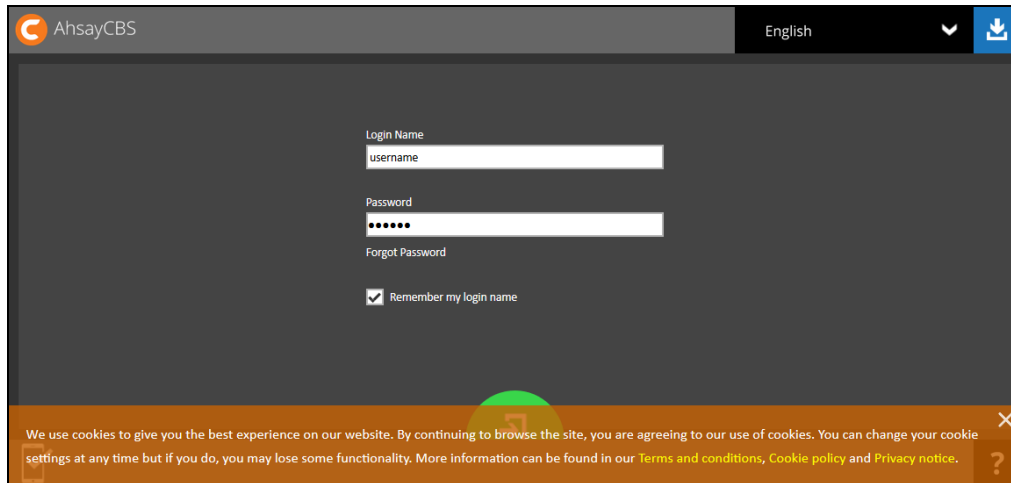 AhsayCBS
English
Login Name
username
Password
••••••
Forgot Password
Remember my login name
We use cookies to give you the best experience on our website. By continuing to browse the site, you are agreeing to our use of cookies. You can change your cookie
settings at any time but if you do, you may lose some functionality. More information can be found in our Terms and conditions, Cookie policy and Privacy notice.
?